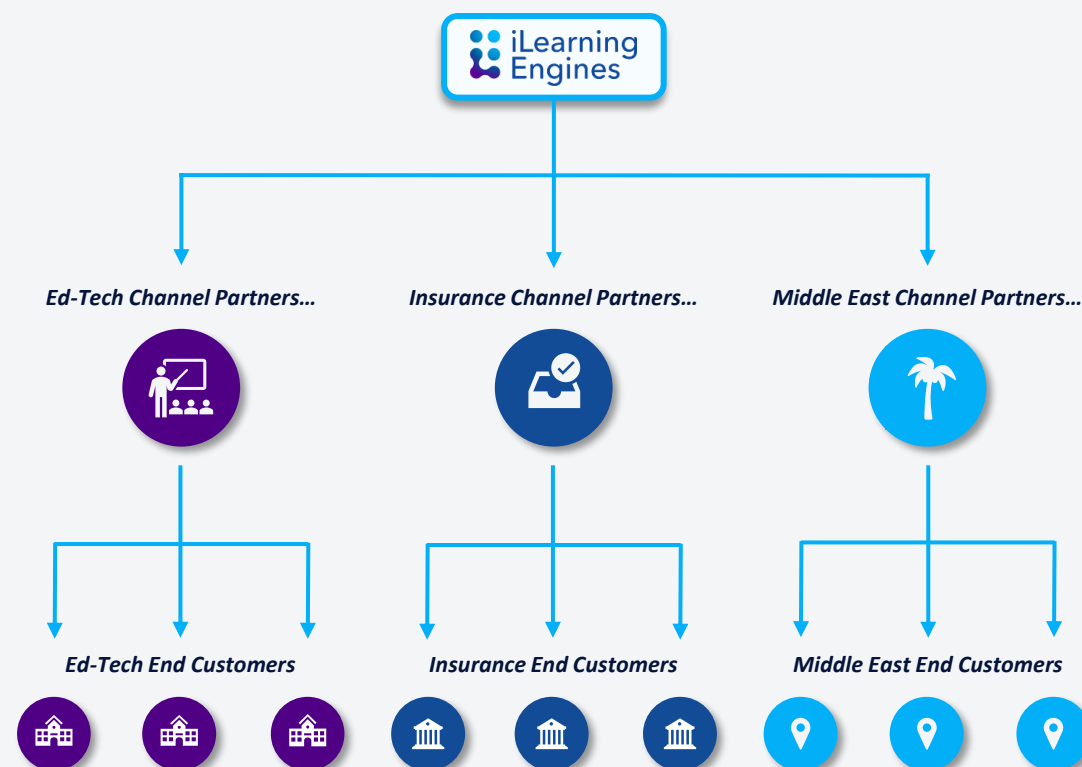 iLearning
Engines
Ed-Tech Channel Partners…
Insurance Channel Partners…
Middle East Channel Partners…
Ed-Tech End Customers
Insurance End Customers
Middle East End Customers